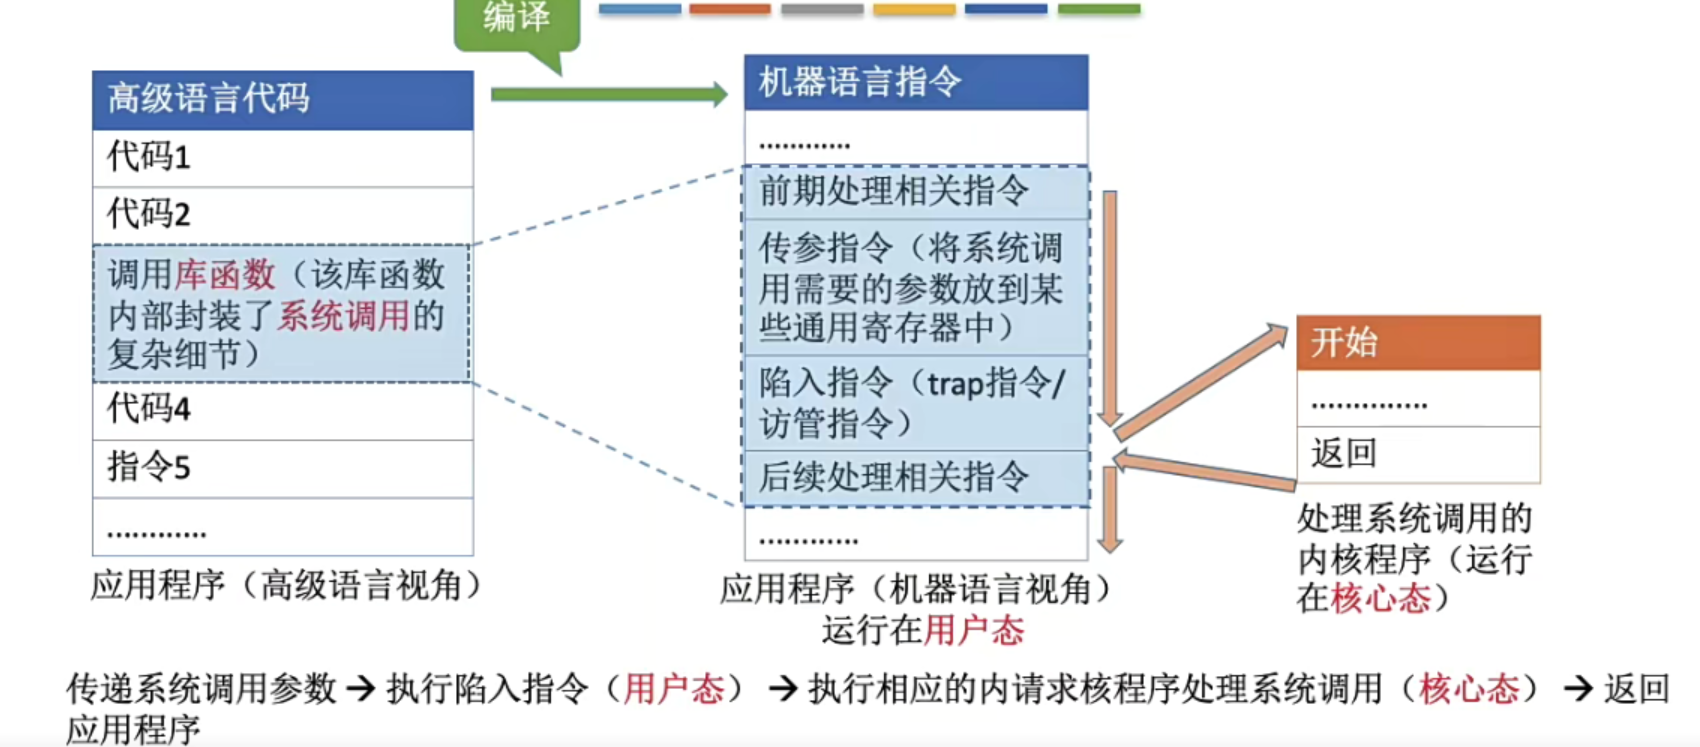 编译
高级语言代码
代码1
代码2
调用库函数（该库函数
内部封装了系统调用的
复杂细节）
代码4
指令5
............
应用程序（高级语言视角）
机器语言指令
............
前期处理相关指令
传参指令（将系统调
用需要的参数放到某
些通用寄存器中）
陷入指令（trap指令/
访管指令）
后续处理相关指令
............
应用程序（机器语言视角）
运行在用户态
开始
..............
返回
处理系统调用的
内核程序（运行
在核心态）
传递系统调用参数→执行陷入指令（用户态）→执行相应的内请求核程序处理系统调用（核心态）→返回
应用程序